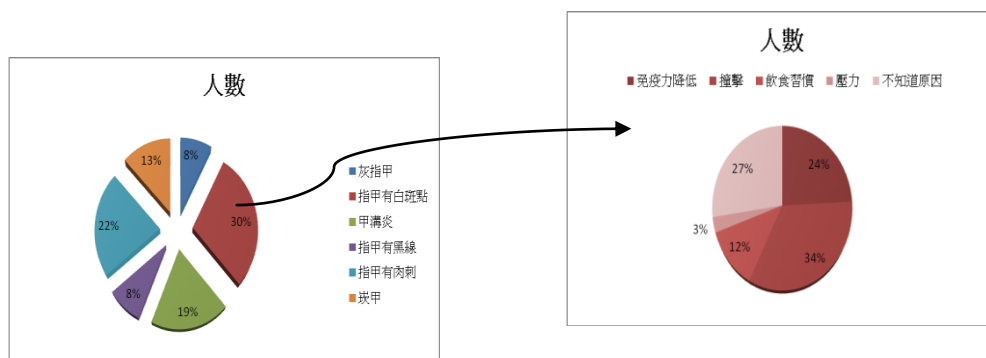 人數
8%
30%
19%
8%
22%
13%
灰指甲
指甲有白斑點
甲溝炎
指甲有黑線
指甲有肉刺
崁甲
人數
免疫力降低 撞擊 飲食習慣 壓力 不知道原因
24%
34%
12%
3%
27%